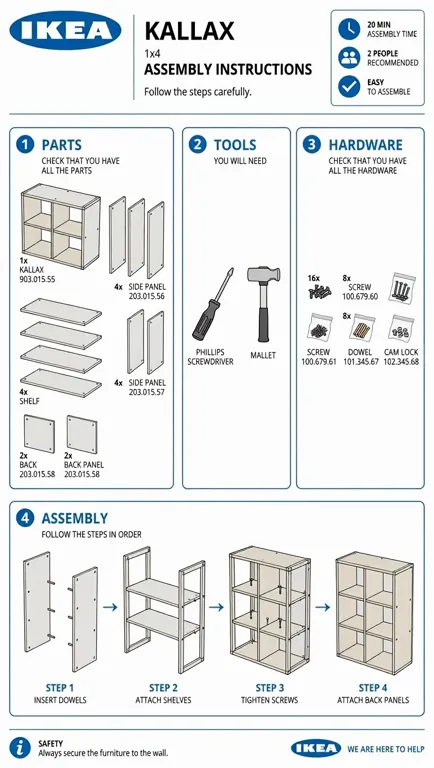 IKEA
KALLAX
1x4
ASSEMBLY INSTRUCTIONS
Follow the steps carefully.
20 MIN
ASSEMBLY TIME
2 PEOPLE
RECOMMENDED
EASY
TO ASSEMBLE
1 PARTS
CHECK THAT YOU HAVE
ALL THE PARTS
1x
KALLAX
903.015.55
4x SIDE PANEL
203.015.56
4x
SHELF
4x SIDE PANEL
203.015.57
2x
BACK
203.015.58
2x
BACK PANEL
203.015.58
2 TOOLS
YOU WILL NEED
PHILLIPS
SCREWDRIVER
MALLET
3 HARDWARE
CHECK THAT YOU HAVE
ALL THE HARDWARE
16x
8x
SCREW
100.679.60
SCREW
100.679.61
8x
DOWEL
101.345.67
CAM LOCK
102.345.68
4 ASSEMBLY
FOLLOW THE STEPS IN ORDER
STEP 1
INSERT DOWELS
STEP 2
ATTACH SHELVES
STEP 3
TIGHTEN SCREWS
STEP 4
ATTACH BACK PANELS
SAFETY
Always secure the furniture to the wall.
IKEA
WE ARE HERE TO HELP